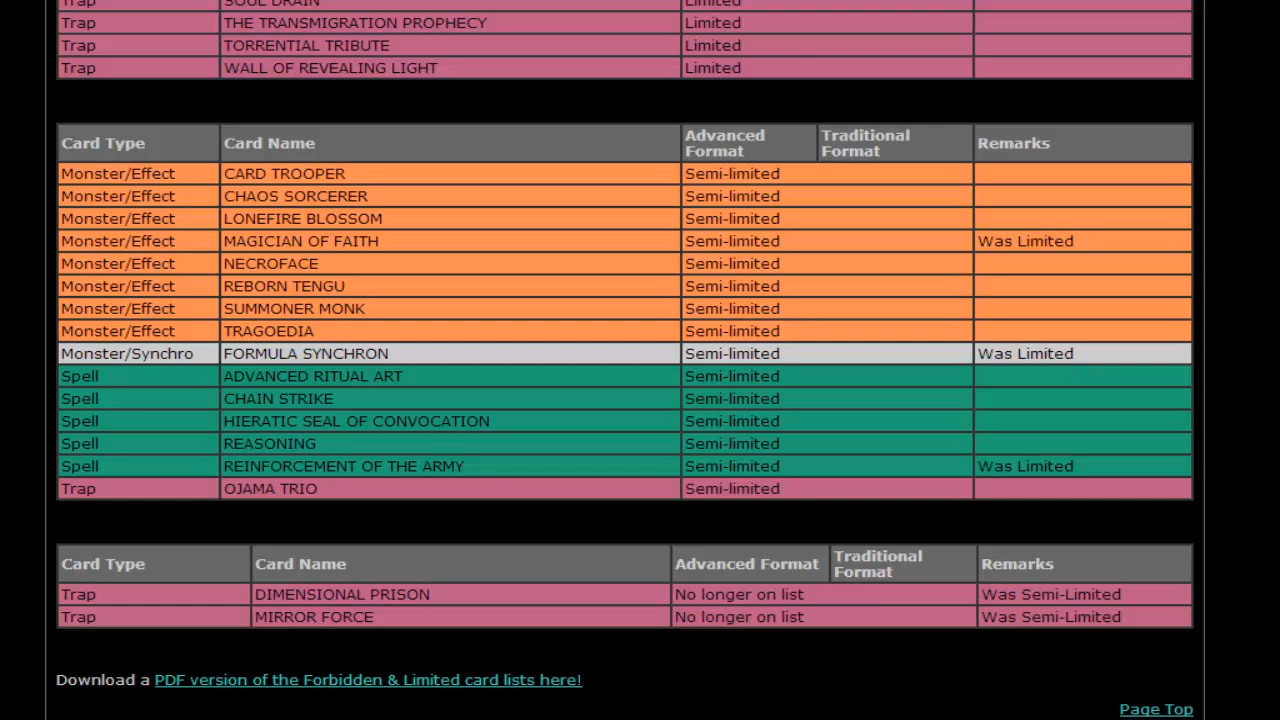 Trap SOUL DRAIN Limited
Trap THE TRANSMIGRATION PROPHECY Limited
Trap TORRENTIAL TRIBUTE Limited
Trap WALL OF REVEALING LIGHT Limited
Card Type Card Name Advanced Format Traditional Format Remarks
Monster/Effect CARD TROOPER Semi-limited
Monster/Effect CHAOS SORCERER Semi-limited
Monster/Effect LONEFIRE BLOSSOM Semi-limited
Monster/Effect MAGICIAN OF FAITH Semi-limited Was Limited
Monster/Effect NECROFACE Semi-limited
Monster/Effect REBORN TENGU Semi-limited
Monster/Effect SUMMONER MONK Semi-limited
Monster/Effect TRAGOEDIA Semi-limited
Monster/Synchro FORMULA SYNCHRON Semi-limited Was Limited
Spell ADVANCED RITUAL ART Semi-limited
Spell CHAIN STRIKE Semi-limited
Spell HIERATIC SEAL OF CONVOCATION Semi-limited
Spell REASONING Semi-limited
Spell REINFORCEMENT OF THE ARMY Semi-limited Was Limited
Trap OJAMA TRIO Semi-limited
Card Type Card Name Advanced Format Traditional Format Remarks
Trap DIMENSIONAL PRISON No longer on list Was Semi-Limited
Trap MIRROR FORCE No longer on list Was Semi-Limited
Download a PDF version of the Forbidden & Limited card lists here!
Page Top